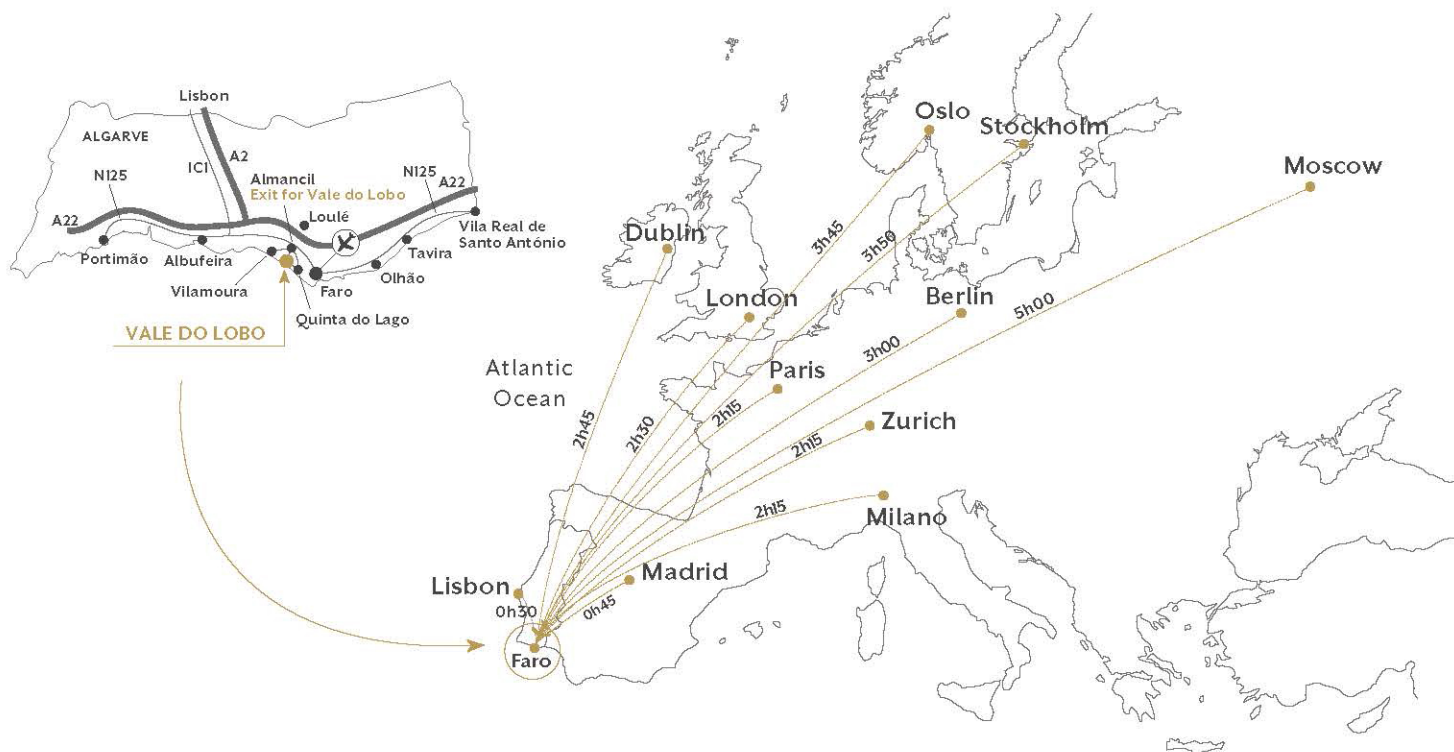 Lisbon
ALGARVE
A2
IC1
N125
Almancil
Exit for Vale do Lobo
N125
A22
A22
Loulé
Vila Real de
Santo António
Portimão
Albufeira
Tavira
Vilamoura
Faro
Olhão
Quinta do Lago
VALE DO LOBO
Oslo
Stockholm
Moscow
Dublin
3h45
3h50
London
Berlin
5h00
3h00
Atlantic
Ocean
Paris
2h45
2h30
2h15
Zurich
2h15
2h15
Milano
Madrid
Lisbon
0h30
0h45
Faro